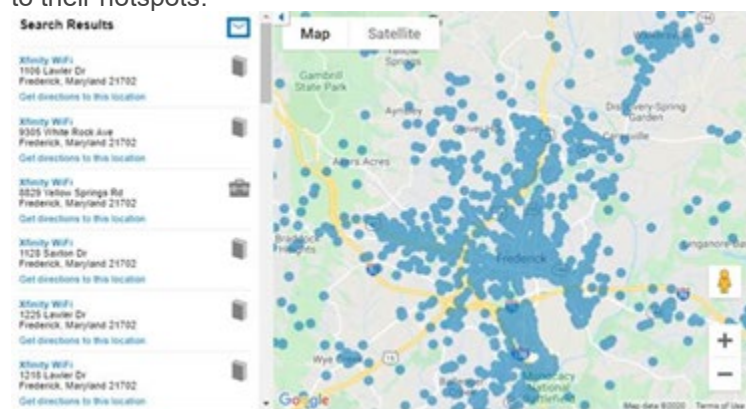 to their hotspots.
Search Results
Xfinity WiFi
1106 Lawler Dr
Frederick, Maryland 21702
Get directions to this location
Xfinity WiFi
9305 White Rock Ave
Frederick, Maryland 21702
Get directions to this location
Xfinity WiFi
8829 Yellow Springs Rd
Frederick, Maryland 21702
Get directions to this location
Xfinity WiFi
1128 Saxton Dr
Frederick, Maryland 21702
Get directions to this location
Xfinity WiFi
1225 Lawler Dr
Frederick, Maryland 21702
Get directions to this location
Xfinity WiFi
1218 Lawler Dr
Frederick, Maryland 21702
Get directions to this location
Map
Satellite
Yellow
Springs
Gambrill
State Park
Discovery-Spring
Garden
Acres
Braddock
Heights
Frederick
Monocacy
National
Battlefield
Google
Map data ©2020
Terms of Use